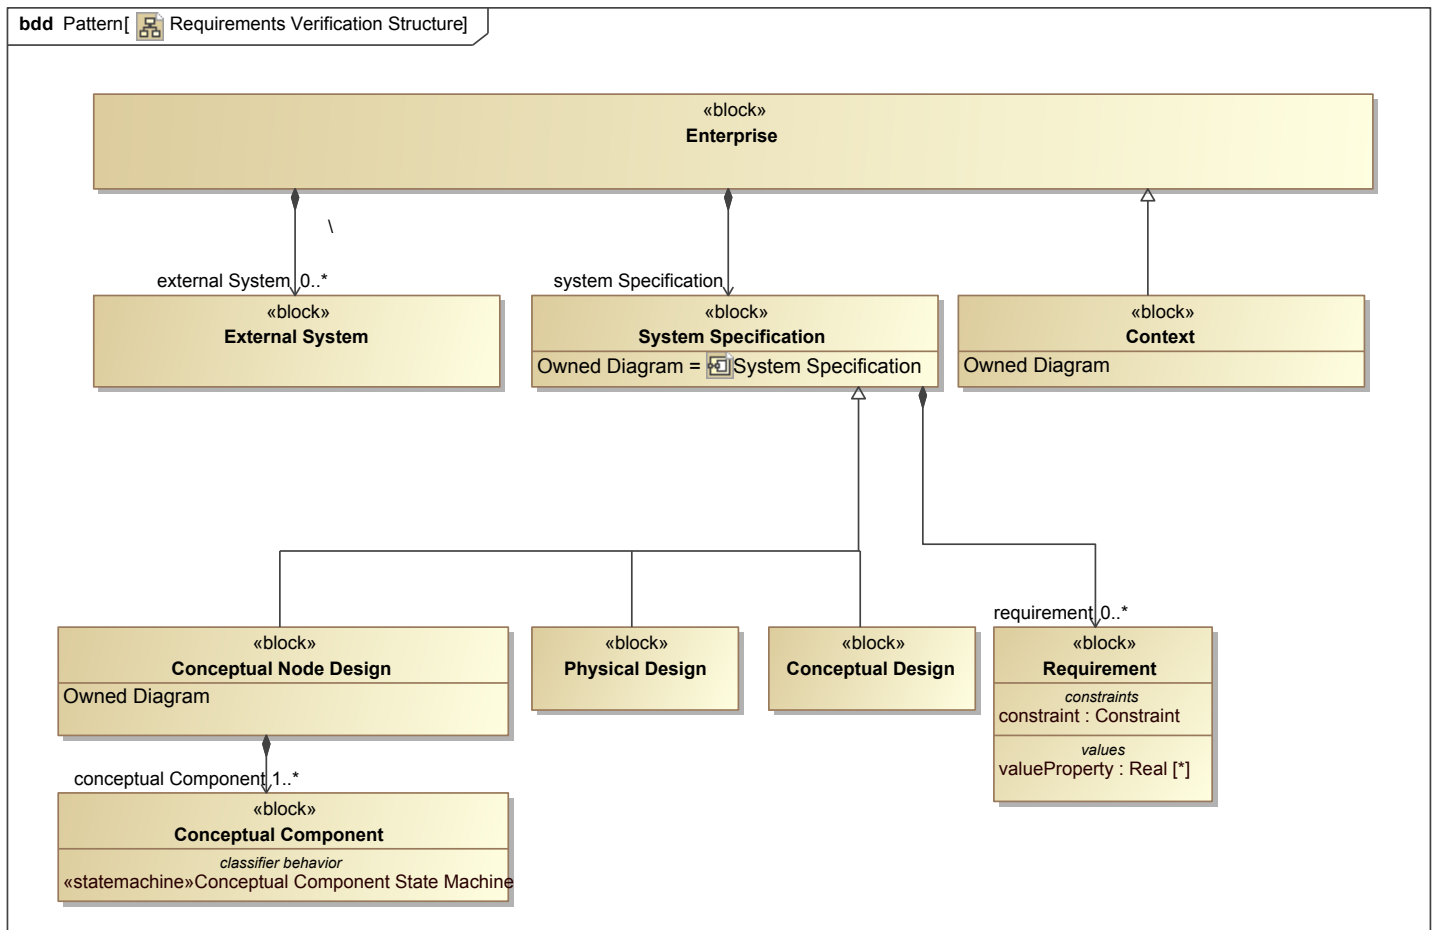 bdd Pattern[ Requirements Verification Structure]
«block»
Enterprise
\
external System 0..*
system Specification
«block»
External System
«block»
System Specification
Owned Diagram = System Specification
«block»
Context
Owned Diagram
requirement 0..*
«block»
Conceptual Node Design
Owned Diagram
«block»
Physical Design
«block»
Conceptual Design
«block»
Requirement
constraints
constraint : Constraint
values
valueProperty : Real [*]
conceptual Component 1..*
«block»
Conceptual Component
classifier behavior
«statemachine»Conceptual Component State Machine